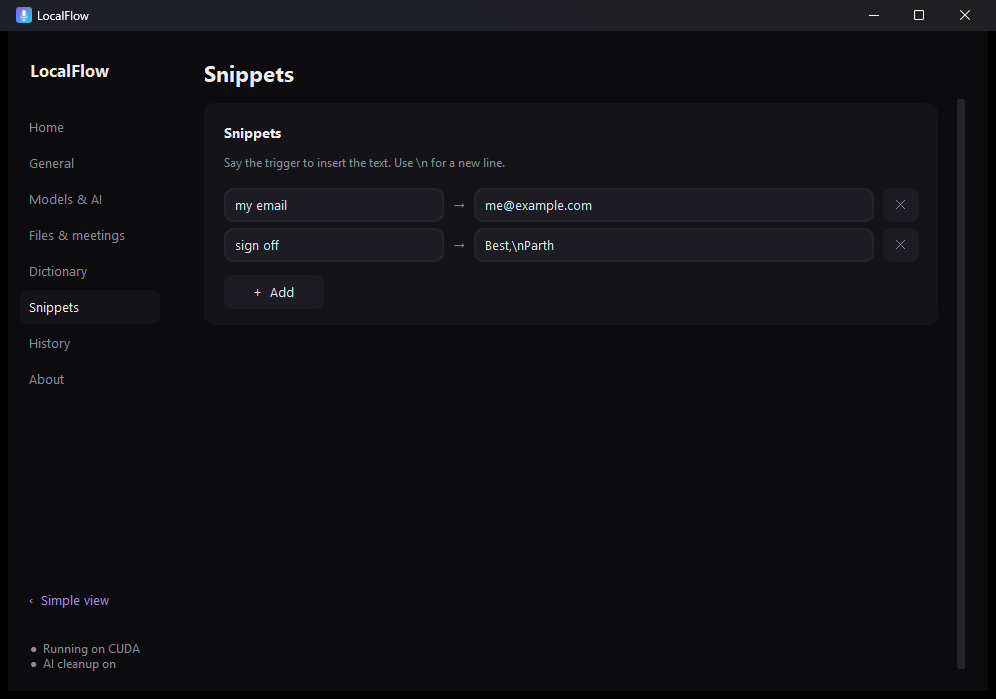 LocalFlow
LocalFlow
Home
General
Models & AI
Files & meetings
Dictionary
Snippets
History
About
‹ Simple view
● Running on CUDA
● AI cleanup on
Snippets
Snippets
Say the trigger to insert the text. Use \n for a new line.
my email → me@example.com
sign off → Best,\nParth
+ Add